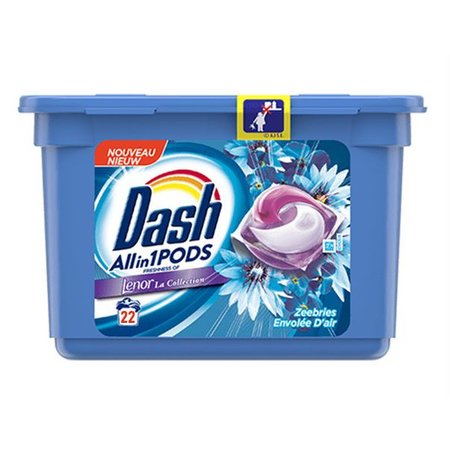 NOUVEAU
NIEUW
Dash
All in 1 PODS
FRESHNESS OF
Lenor La Collection
22
Zeebries
Envolée D'air